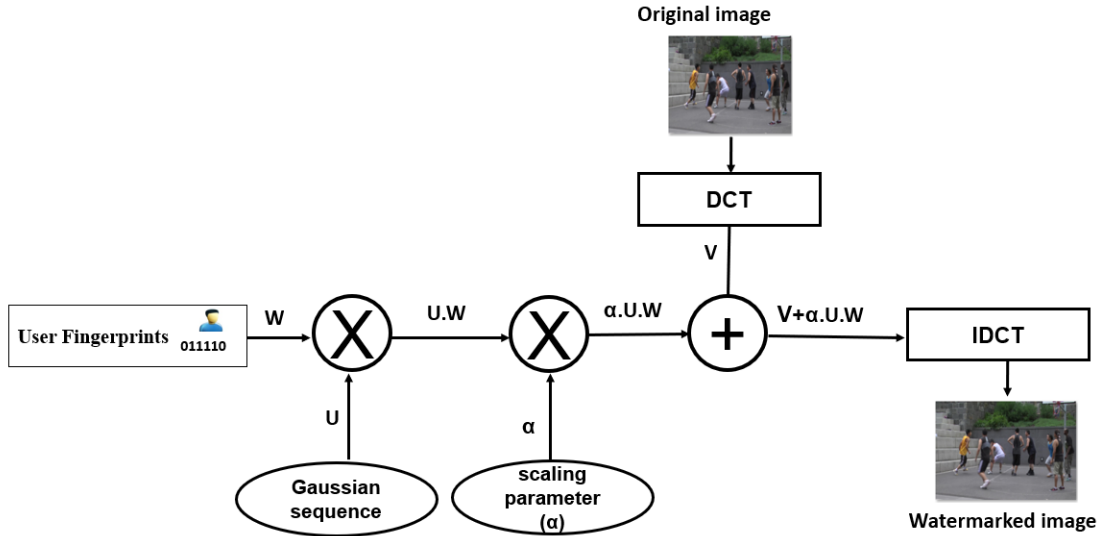 Original image
DCT
V
User Fingerprints
011110
W
X
U.W
X
α.U.W
+
V+α.U.W
IDCT
U
α
Gaussian
sequence
scaling
parameter
(α)
Watermarked image